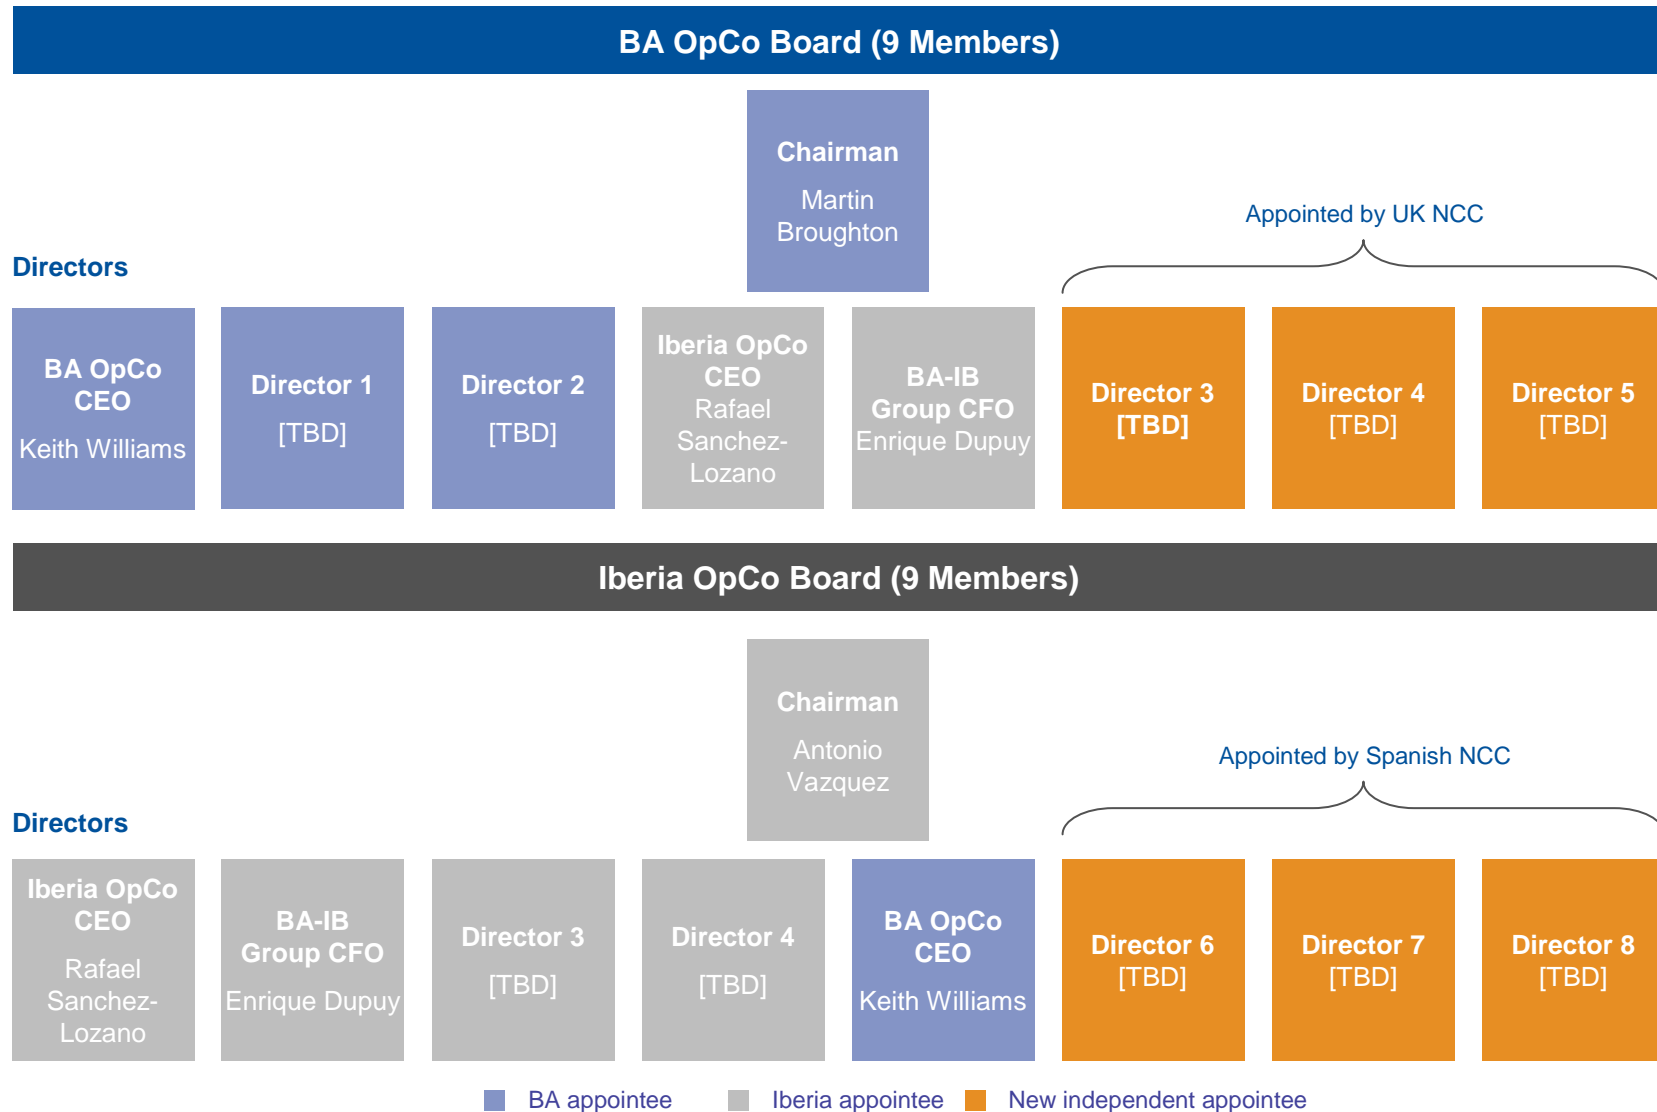 BA OpCo Board (9 Members)
Chairman
Martin
Broughton
Appointed by UK NCC
Directors
BA OpCo
CEO
Keith Williams
Director 1
[TBD]
Director 2
[TBD]
Iberia OpCo
CEO
Rafael
Sanchez-
Lozano
BA-IB
Group CFO
Enrique Dupuy
Director 3
[TBD]
Director 4
[TBD]
Director 5
[TBD]
Iberia OpCo Board (9 Members)
Chairman
Antonio
Vazquez
Appointed by Spanish NCC
Directors
Iberia OpCo
CEO
Rafael
Sanchez-
Lozano
BA-IB
Group CFO
Enrique Dupuy
Director 3
[TBD]
Director 4
[TBD]
BA OpCo
CEO
Keith Williams
Director 6
[TBD]
Director 7
[TBD]
Director 8
[TBD]
BA appointee
Iberia appointee
New independent appointee